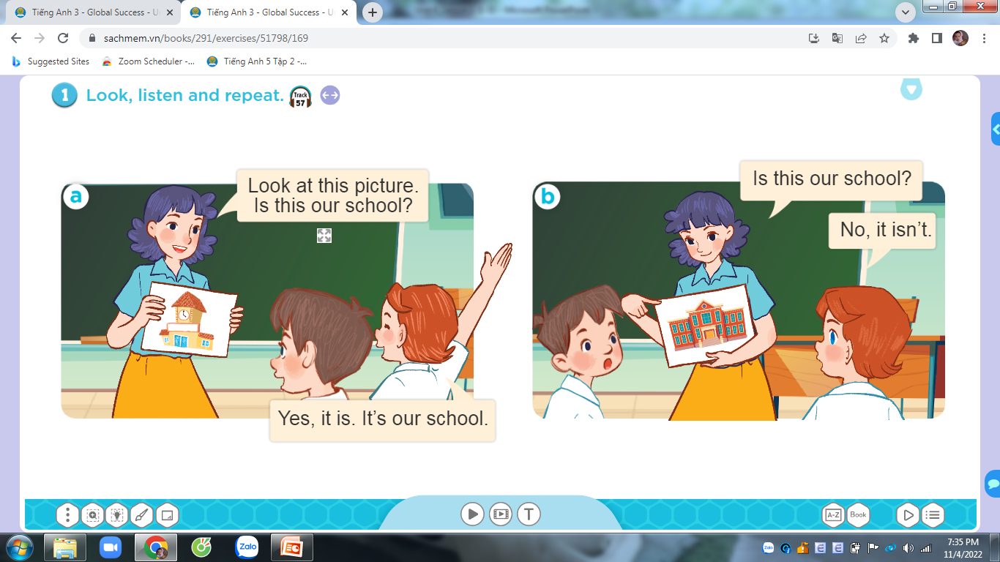 Tiếng Anh 3 - Global Success - U
Tiếng Anh 3 - Global Success - U
sachmem.vn/books/291/exercises/51798/169
Suggested Sites
Zoom Scheduler -...
Tiếng Anh 5 Tập 2 -...
1 Look, listen and repeat. Track 57
a
Look at this picture.
Is this our school?
Yes, it is. It's our school.
b
Is this our school?
No, it isn't.
T
A-Z
Book
Zalo
Zalo
7:35 PM
11/4/2022